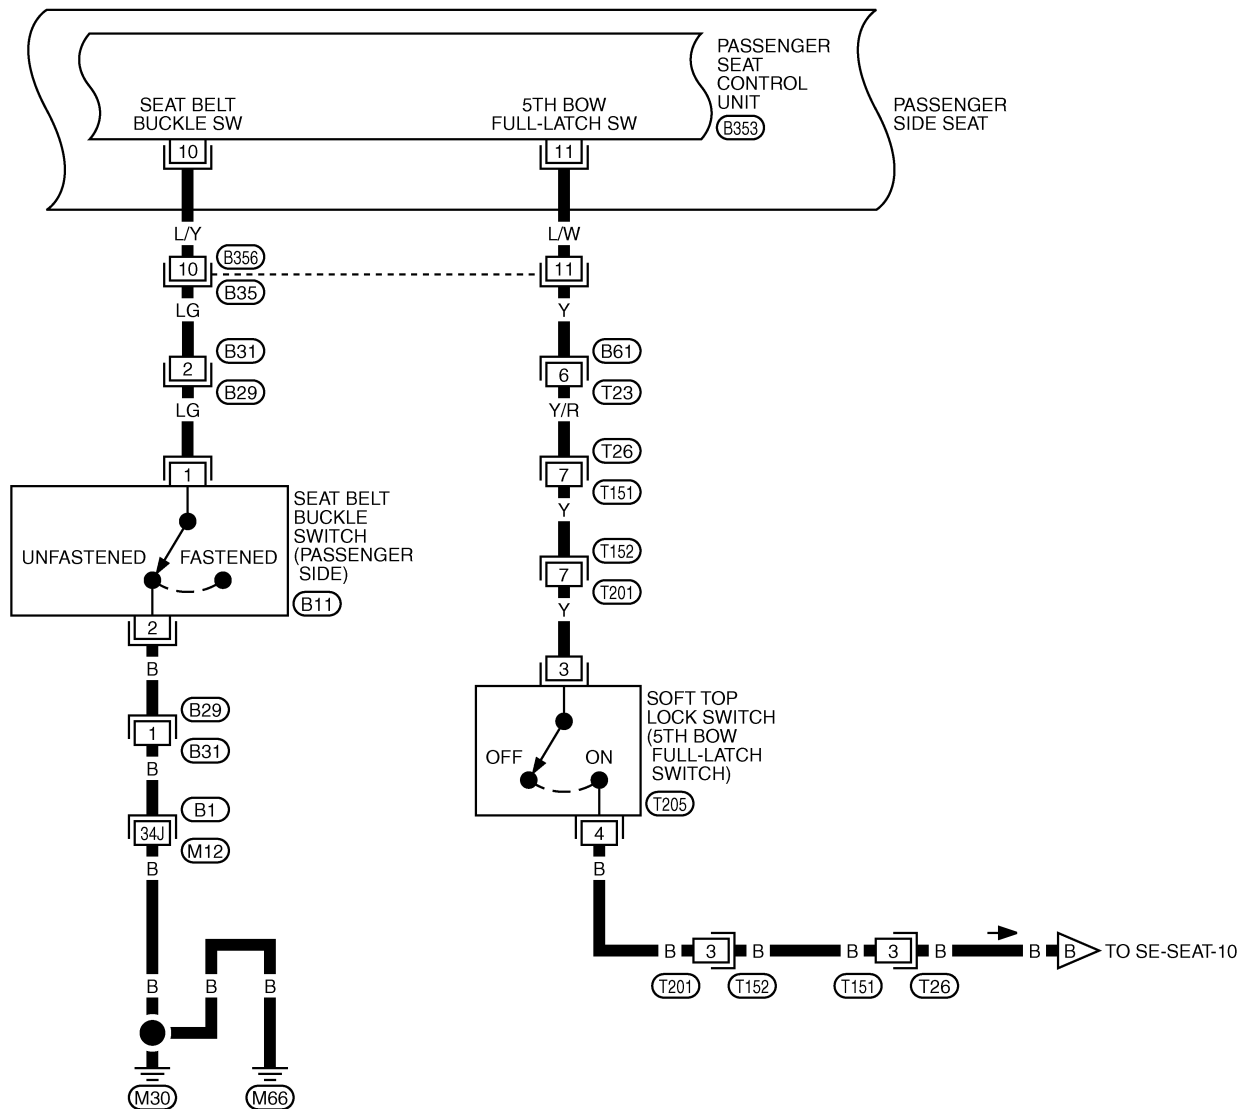 PASSENGER
SEAT
CONTROL
UNIT
B353
PASSENGER
SIDE SEAT
SEAT BELT
BUCKLE SW
5TH BOW
FULL-LATCH SW
10
11
L/Y
L/W
10
B356
11
B35
LG
Y
2
B31
B29
6
B61
T23
LG
Y/R
1
7
T26
T151
Y
SEAT BELT
BUCKLE
SWITCH
(PASSENGER
SIDE)
B11
UNFASTENED
FASTENED
7
T152
T201
Y
2
B
3
SOFT TOP
LOCK SWITCH
(5TH BOW
FULL-LATCH
SWITCH)
T205
OFF
ON
1
B29
B31
B
34J
B1
M12
4
B
B
B
3
B
B
3
B
B
B
TO SE-SEAT-10
T201
T152
T151
T26
B
B
B
M30
M66